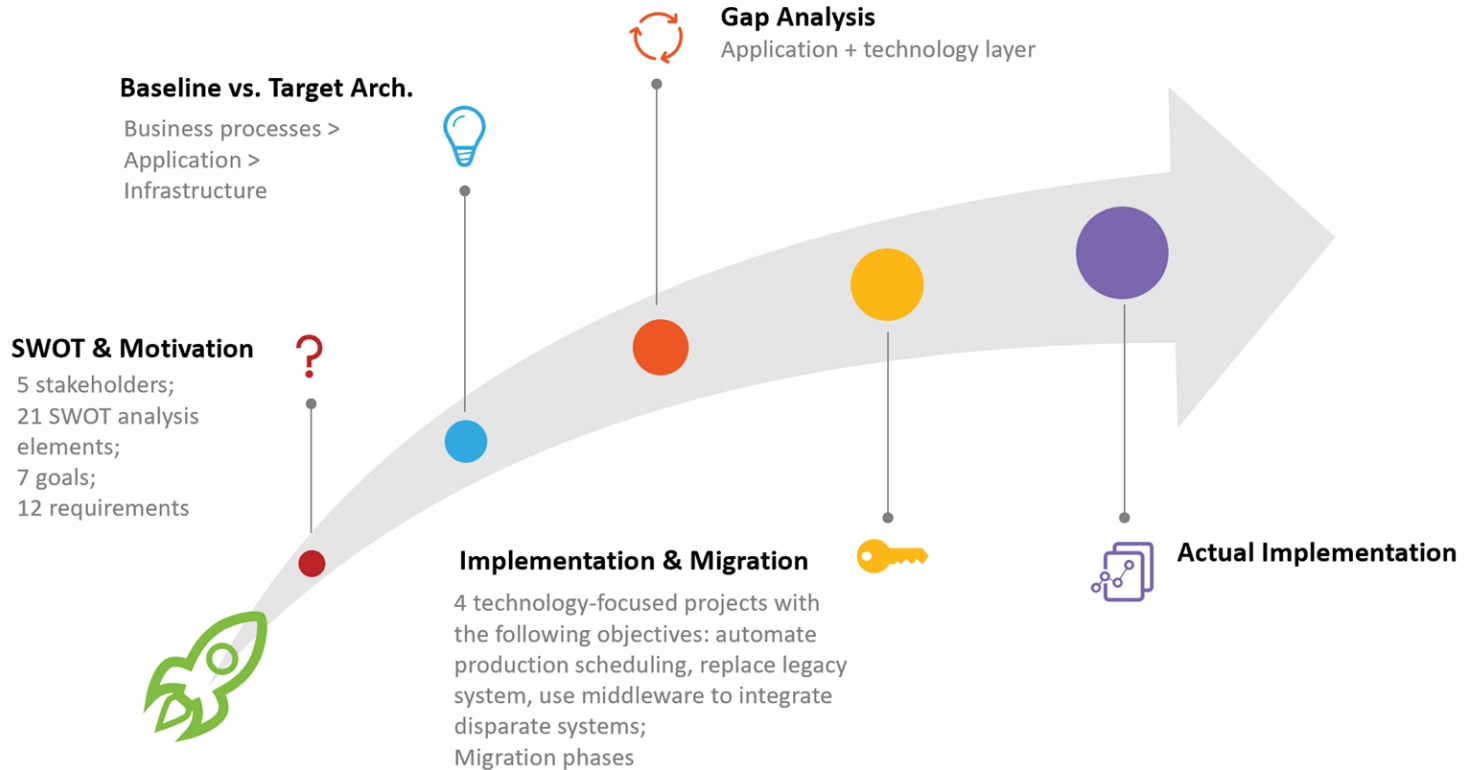 SWOT & Motivation
5 stakeholders;
21 SWOT analysis
elements;
7 goals;
12 requirements
Baseline vs. Target Arch.
Business processes >
Application >
Infrastructure
Gap Analysis
Application + technology layer
Implementation & Migration
4 technology-focused projects with
the following objectives: automate
production scheduling, replace legacy
system, use middleware to integrate
disparate systems;
Migration phases
Actual Implementation